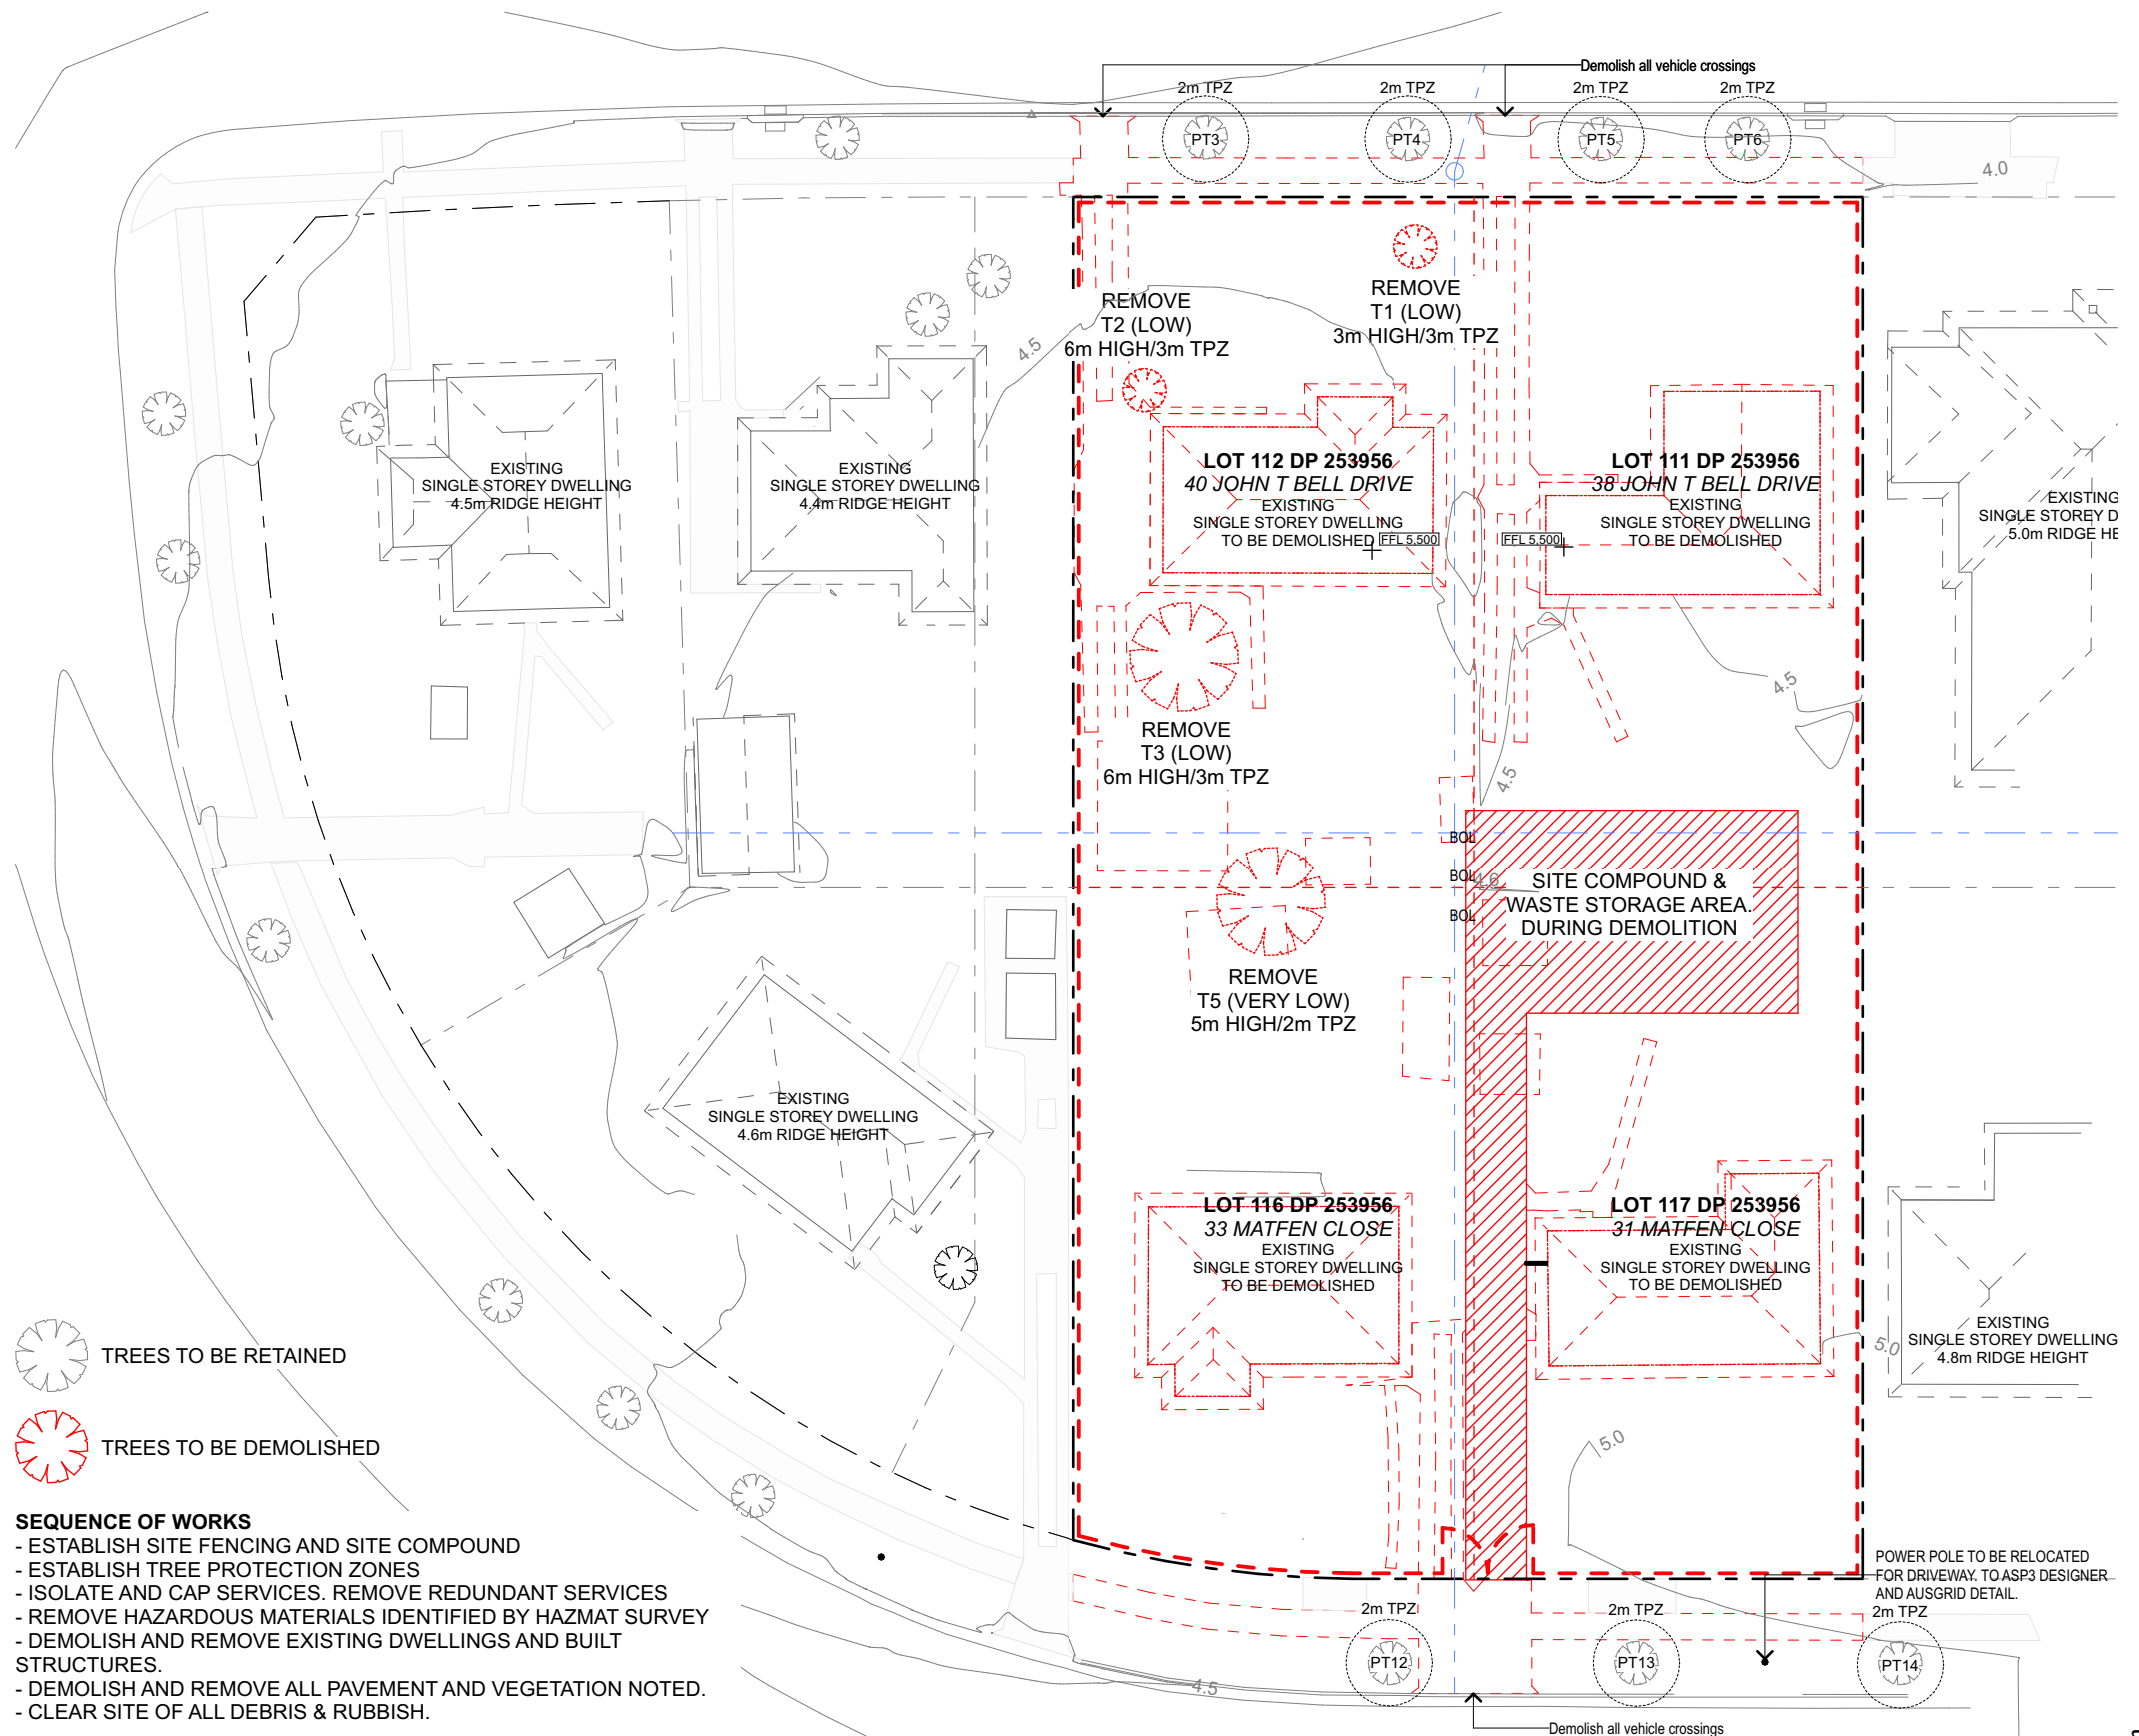 Demolish all vehicle crossings
2m TPZ
2m TPZ
2m TPZ
2m TPZ
PT3
PT4
PT5
PT6
4.0
REMOVE
T2 (LOW)
6m HIGH/3m TPZ
REMOVE
T1 (LOW)
3m HIGH/3m TPZ
4.5
EXISTING
SINGLE STOREY DWELLING
4.5m RIDGE HEIGHT
EXISTING
SINGLE STOREY DWELLING
4.4m RIDGE HEIGHT
LOT 112 DP 253956
40 JOHN T BELL DRIVE
EXISTING
SINGLE STOREY DWELLING
TO BE DEMOLISHED
FFL 5,500
LOT 111 DP 253956
38 JOHN T BELL DRIVE
EXISTING
SINGLE STOREY DWELLING
TO BE DEMOLISHED
FFL 5,500
EXISTING
SINGLE STOREY D
5.0m RIDGE HE
4.5
REMOVE
T3 (LOW)
6m HIGH/3m TPZ
4.5
BOL
BOL
BOL
4.6
SITE COMPOUND &
WASTE STORAGE AREA.
DURING DEMOLITION
REMOVE
T5 (VERY LOW)
5m HIGH/2m TPZ
EXISTING
SINGLE STOREY DWELLING
4.6m RIDGE HEIGHT
LOT 116 DP 253956
33 MATFEN CLOSE
EXISTING
SINGLE STOREY DWELLING
TO BE DEMOLISHED
LOT 117 DP 253956
31 MATFEN CLOSE
EXISTING
SINGLE STOREY DWELLING
TO BE DEMOLISHED
5.0
EXISTING
SINGLE STOREY DWELLING
4.8m RIDGE HEIGHT
5.0
TREES TO BE RETAINED
TREES TO BE DEMOLISHED
SEQUENCE OF WORKS
- ESTABLISH SITE FENCING AND SITE COMPOUND
- ESTABLISH TREE PROTECTION ZONES
- ISOLATE AND CAP SERVICES. REMOVE REDUNDANT SERVICES
- REMOVE HAZARDOUS MATERIALS IDENTIFIED BY HAZMAT SURVEY
- DEMOLISH AND REMOVE EXISTING DWELLINGS AND BUILT
STRUCTURES.
- DEMOLISH AND REMOVE ALL PAVEMENT AND VEGETATION NOTED.
- CLEAR SITE OF ALL DEBRIS & RUBBISH.
POWER POLE TO BE RELOCATED
FOR DRIVEWAY. TO ASP3 DESIGNER
AND AUSGRID DETAIL.
2m TPZ
2m TPZ
2m TPZ
PT12
PT13
PT14
4.5
Demolish all vehicle crossings